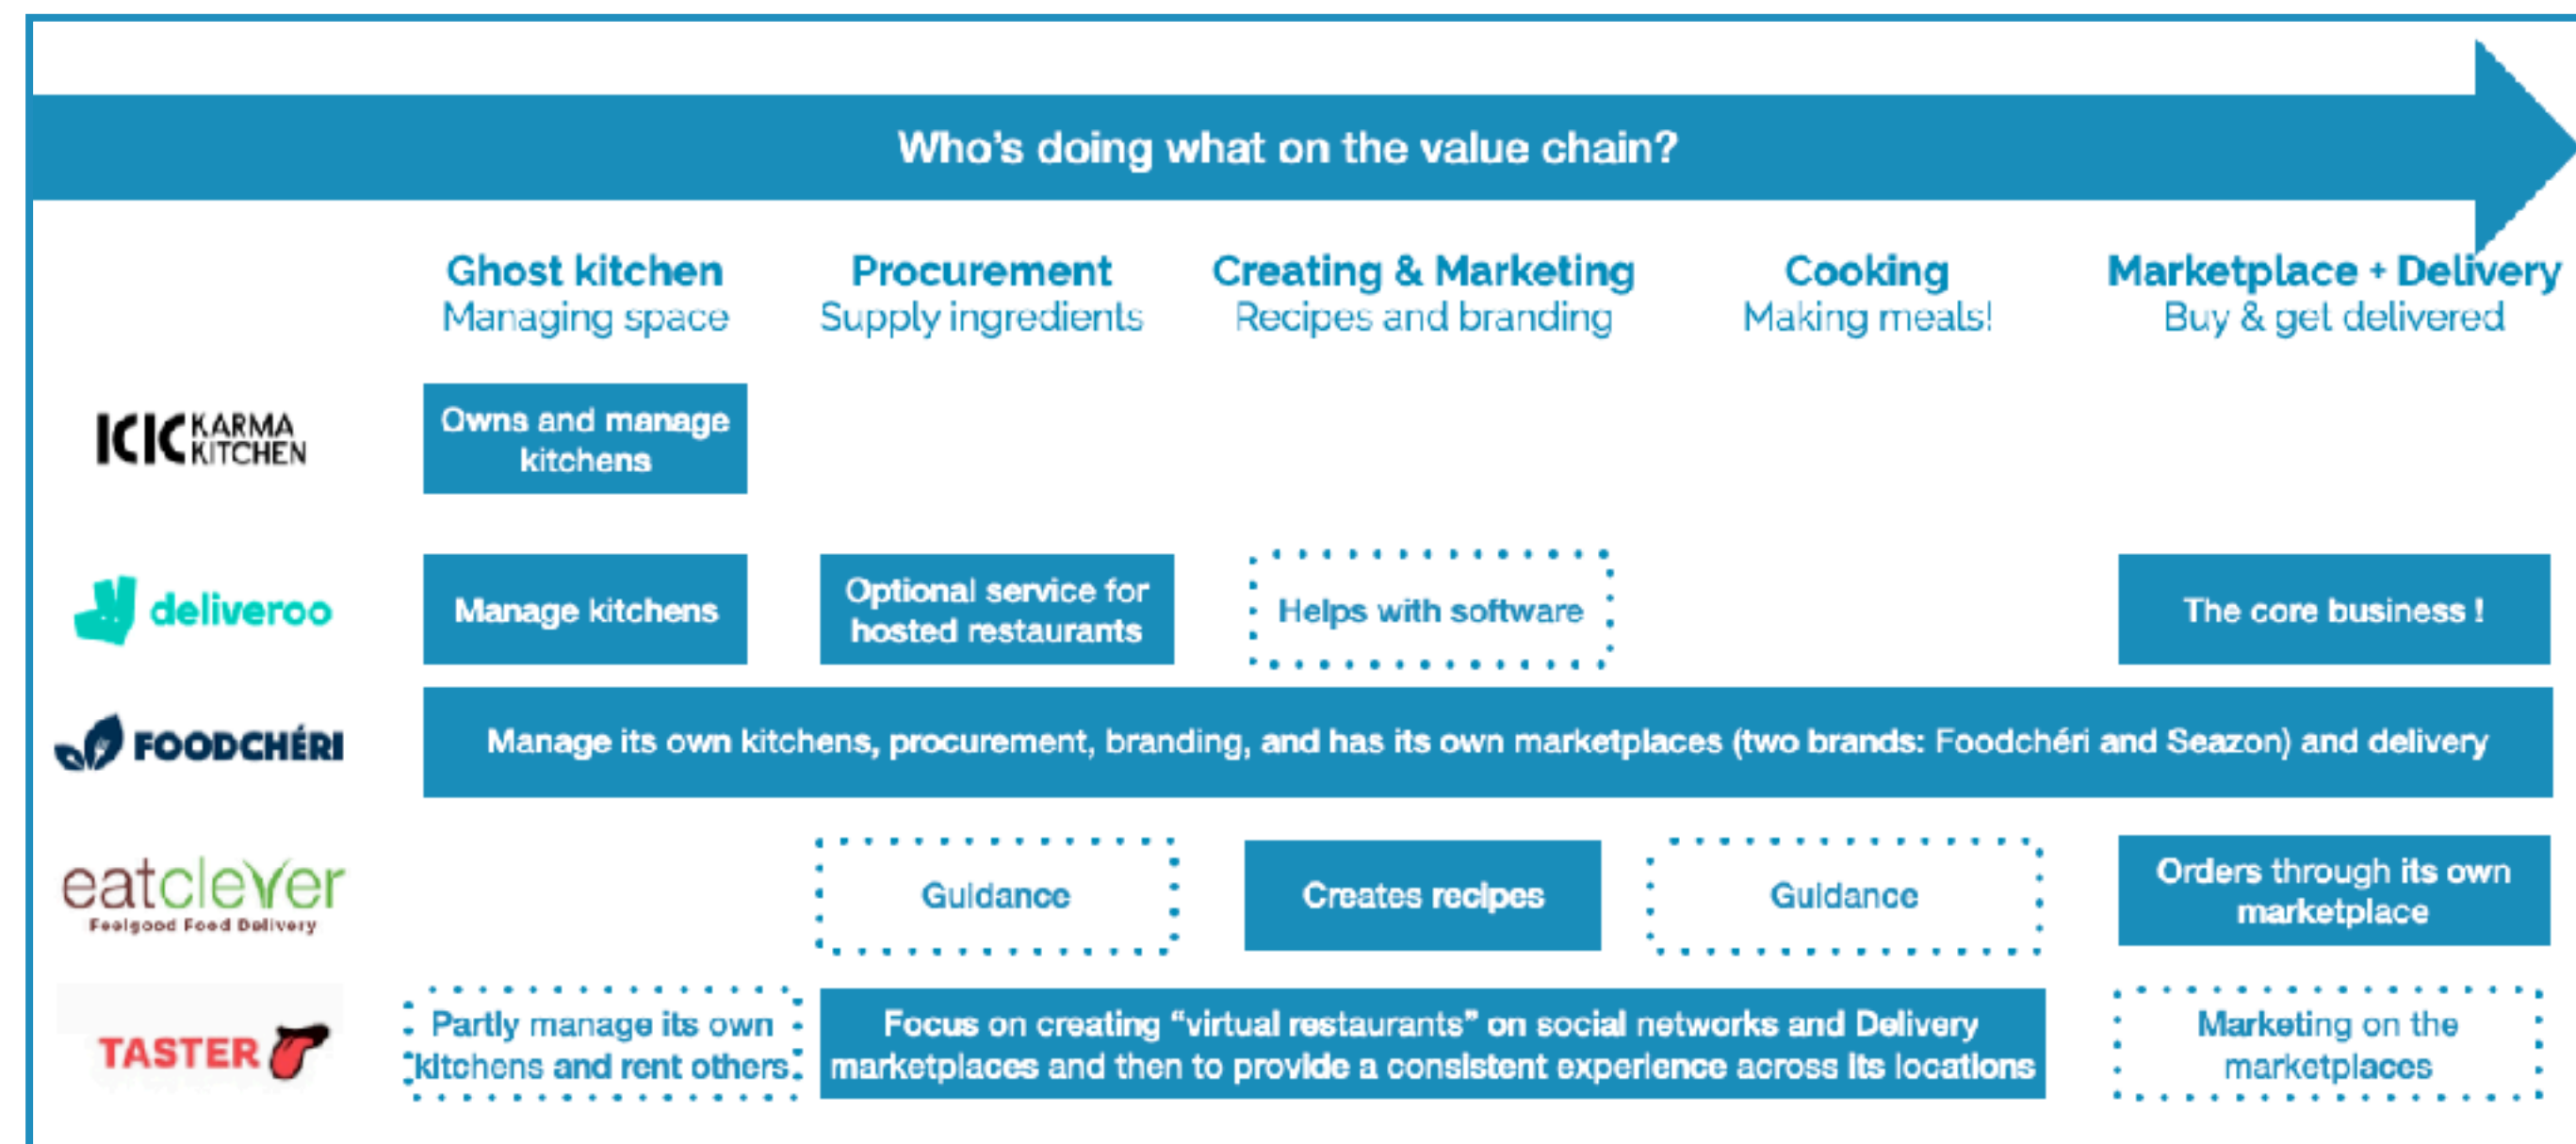 Who's doing what on the value chain?
Ghost kitchen
Managing space
Procurement
Supply ingredients
Creating & Marketing
Recipes and branding
Cooking
Making meals!
Marketplace + Delivery
Buy & get delivered
KIC KARMA
KITCHEN
Owns and manage
kitchens
deliveroo
Manage kitchens
Optional service for
hosted restaurants
Helps with software
The core business !
FOODCHÉRI
Manage its own kitchens, procurement, branding, and has its own marketplaces (two brands: Foodchéri and Seazon) and delivery
eatclever
Feelgood Food Delivery
Guidance
Creates recipes
Guidance
Orders through its own
marketplace
TASTER
Partly manage its own
kitchens and rent others
Focus on creating “virtual restaurants” on social networks and Delivery
marketplaces and then to provide a consistent experience across its locations
Marketing on the
marketplaces